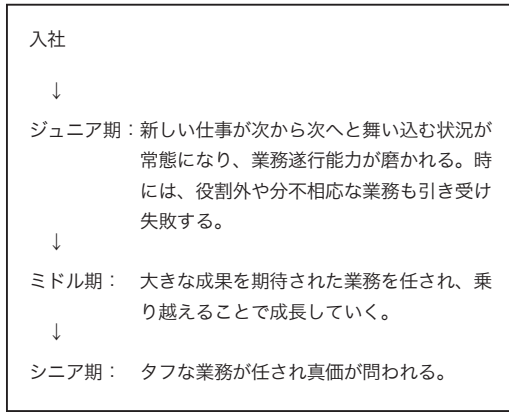 入社
↓
ジュニア期：新しい仕事が次から次へと舞い込む状況が
常態になり、業務遂行能力が磨かれる。時
には、役割外や分不相応な業務も引き受け
失敗する。
↓
ミドル期：　大きな成果を期待された業務を任され、乗
り越えることで成長していく。
↓
シニア期：　タフな業務が任され真価が問われる。